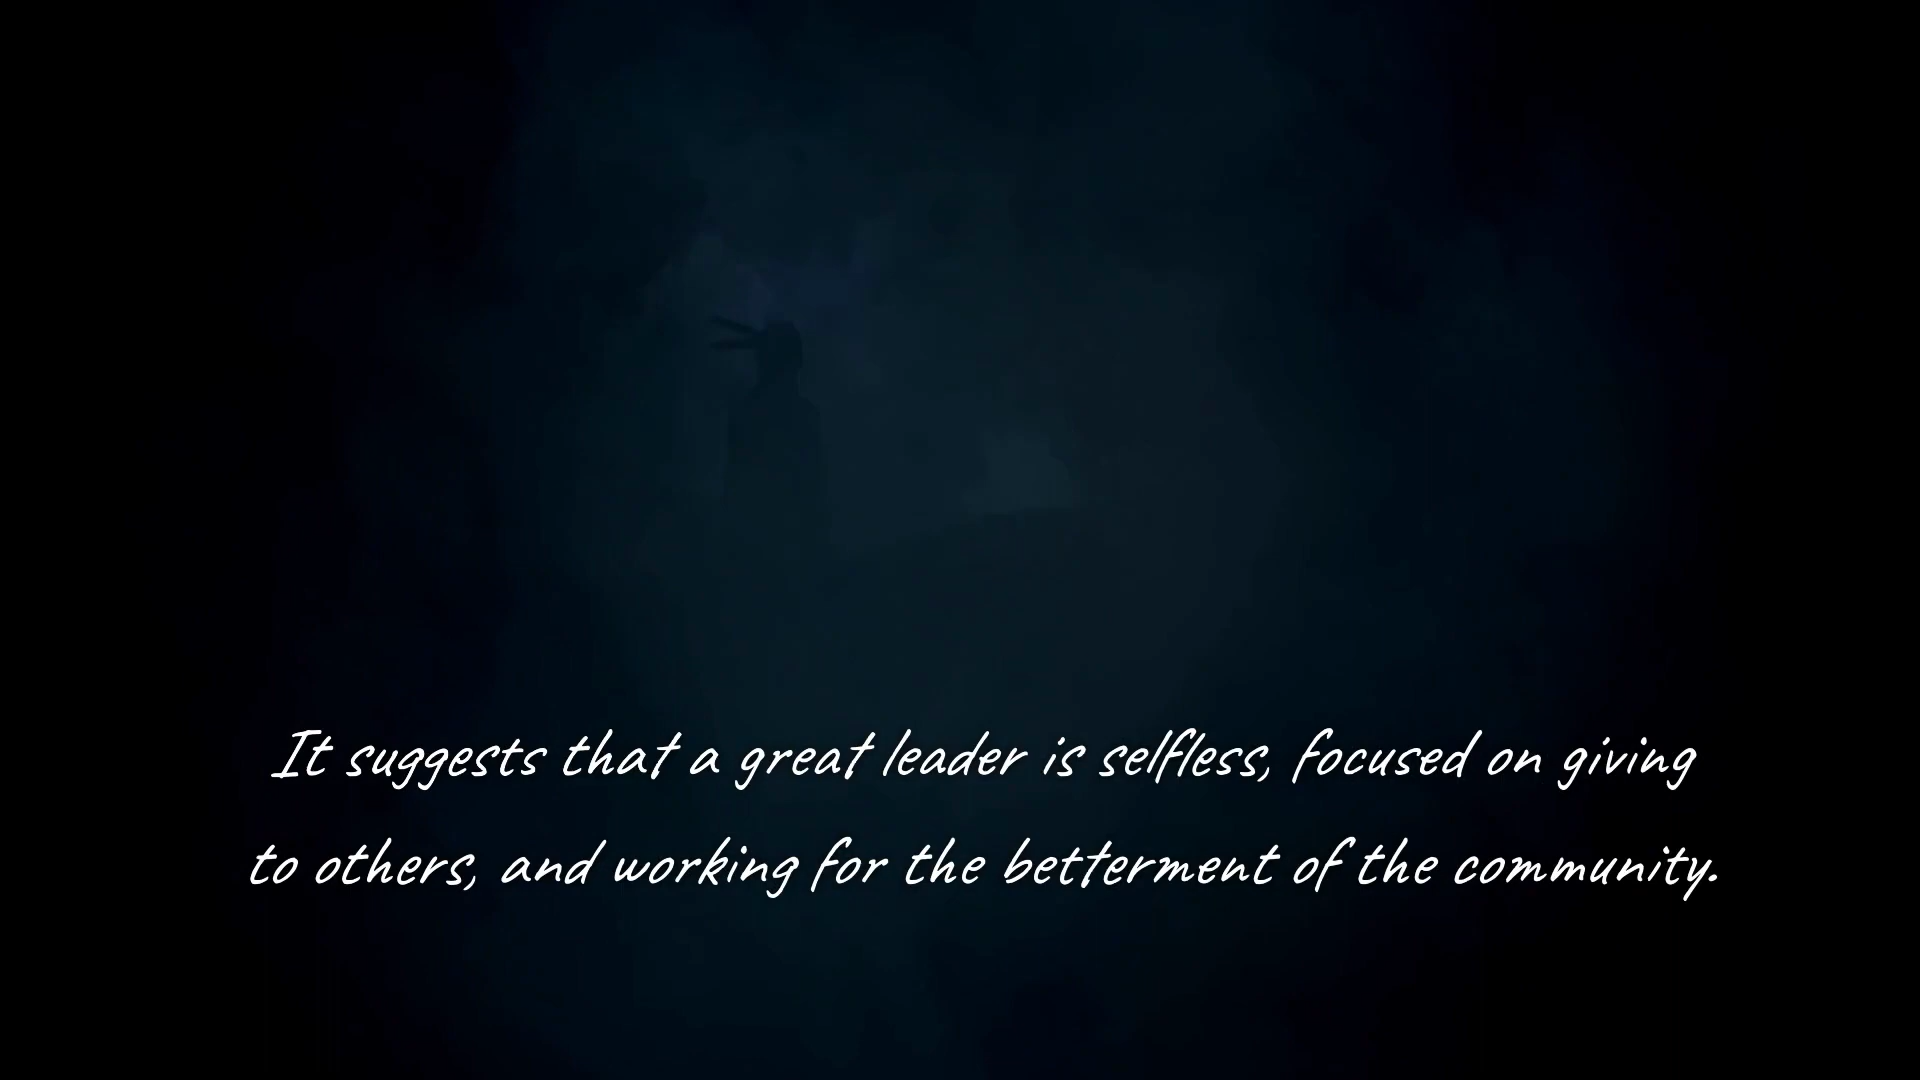 It suggests that a great leader is selfless, focused on giving
to others, and working for the betterment of the community.